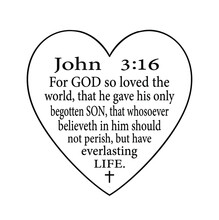 John 3:16
For GOD so loved the
world, that he gave his only
begotten SON, that whosoever
believeth in him should
not perish, but have
everlasting
LIFE.